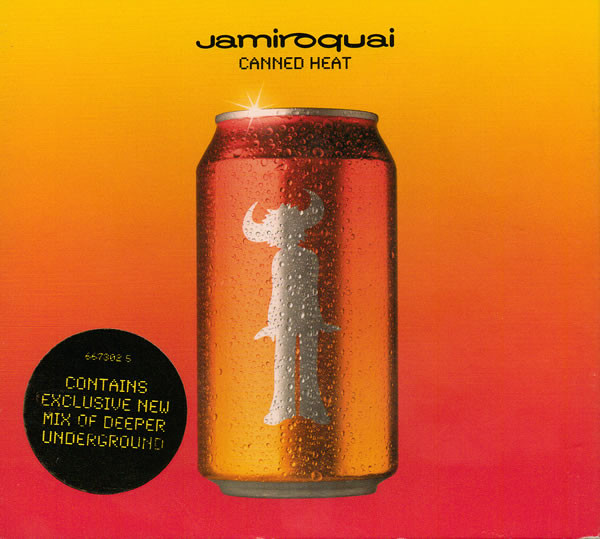 Jamiroquai
CANNED HEAT
667302 5
CONTAINS
EXCLUSIVE NEW
MIX OF DEEPER
UNDERGROUND